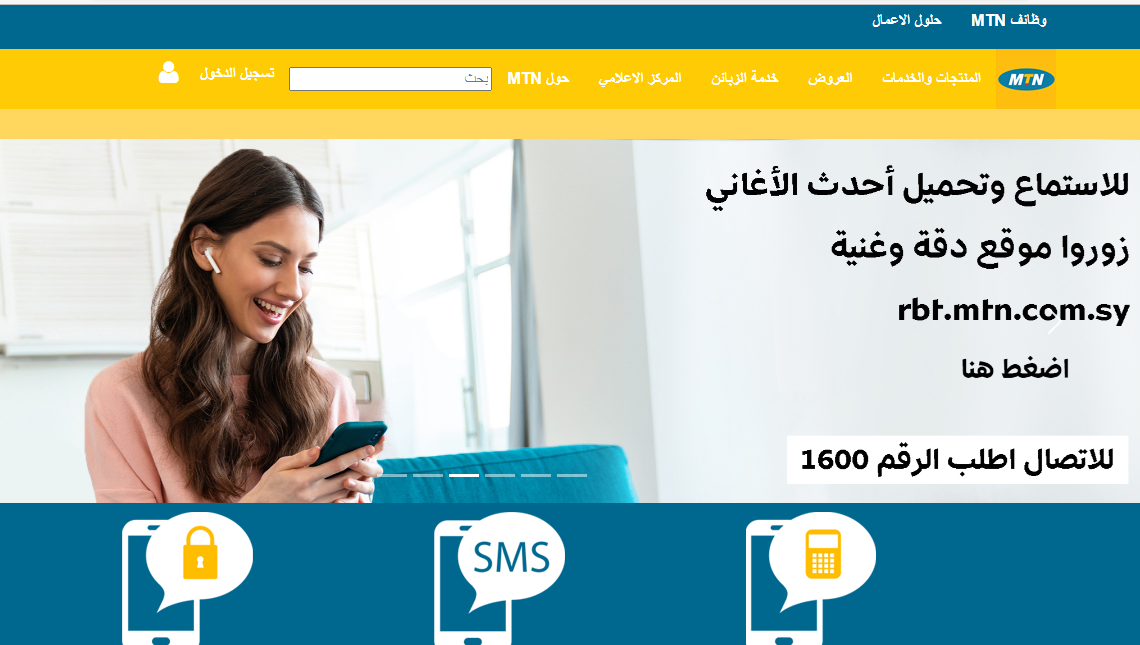 وظائف MTN
حلول الاعمال
MTN
المنتجات والخدمات
العروض
خدمة الزبائن
المركز الاعلامي
حول MTN
بحث
تسجيل الدخول
للاستماع وتحميل أحدث الأغاني
زوروا موقع دقة وغنية
rbt.mtn.com.sy
اضغط هنا
للاتصال اطلب الرقم 1600
SMS